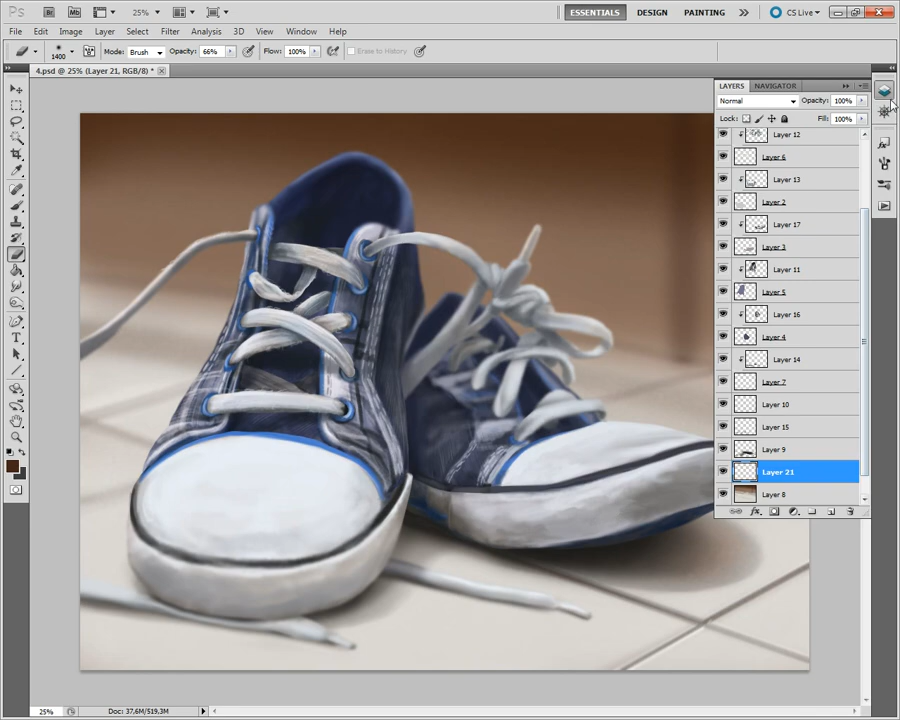 Ps Br Mb 25% ESSENTIALS DESIGN PAINTING CS Live
File Edit Image Layer Select Filter Analysis 3D View Window Help
1400 Mode: Brush Opacity: 66% Flow: 100% Erase to History
4.psd @ 25% (Layer 21, RGB/8) *
LAYERS NAVIGATOR
Normal Opacity: 100%
Lock: Fill: 100%
Layer 12
Layer 6
Layer 13
Layer 2
Layer 17
Layer 3
Layer 11
Layer 5
Layer 16
Layer 4
Layer 14
Layer 7
Layer 10
Layer 15
Layer 9
Layer 21
Layer 8
25% Doc: 37,6M/519,3M